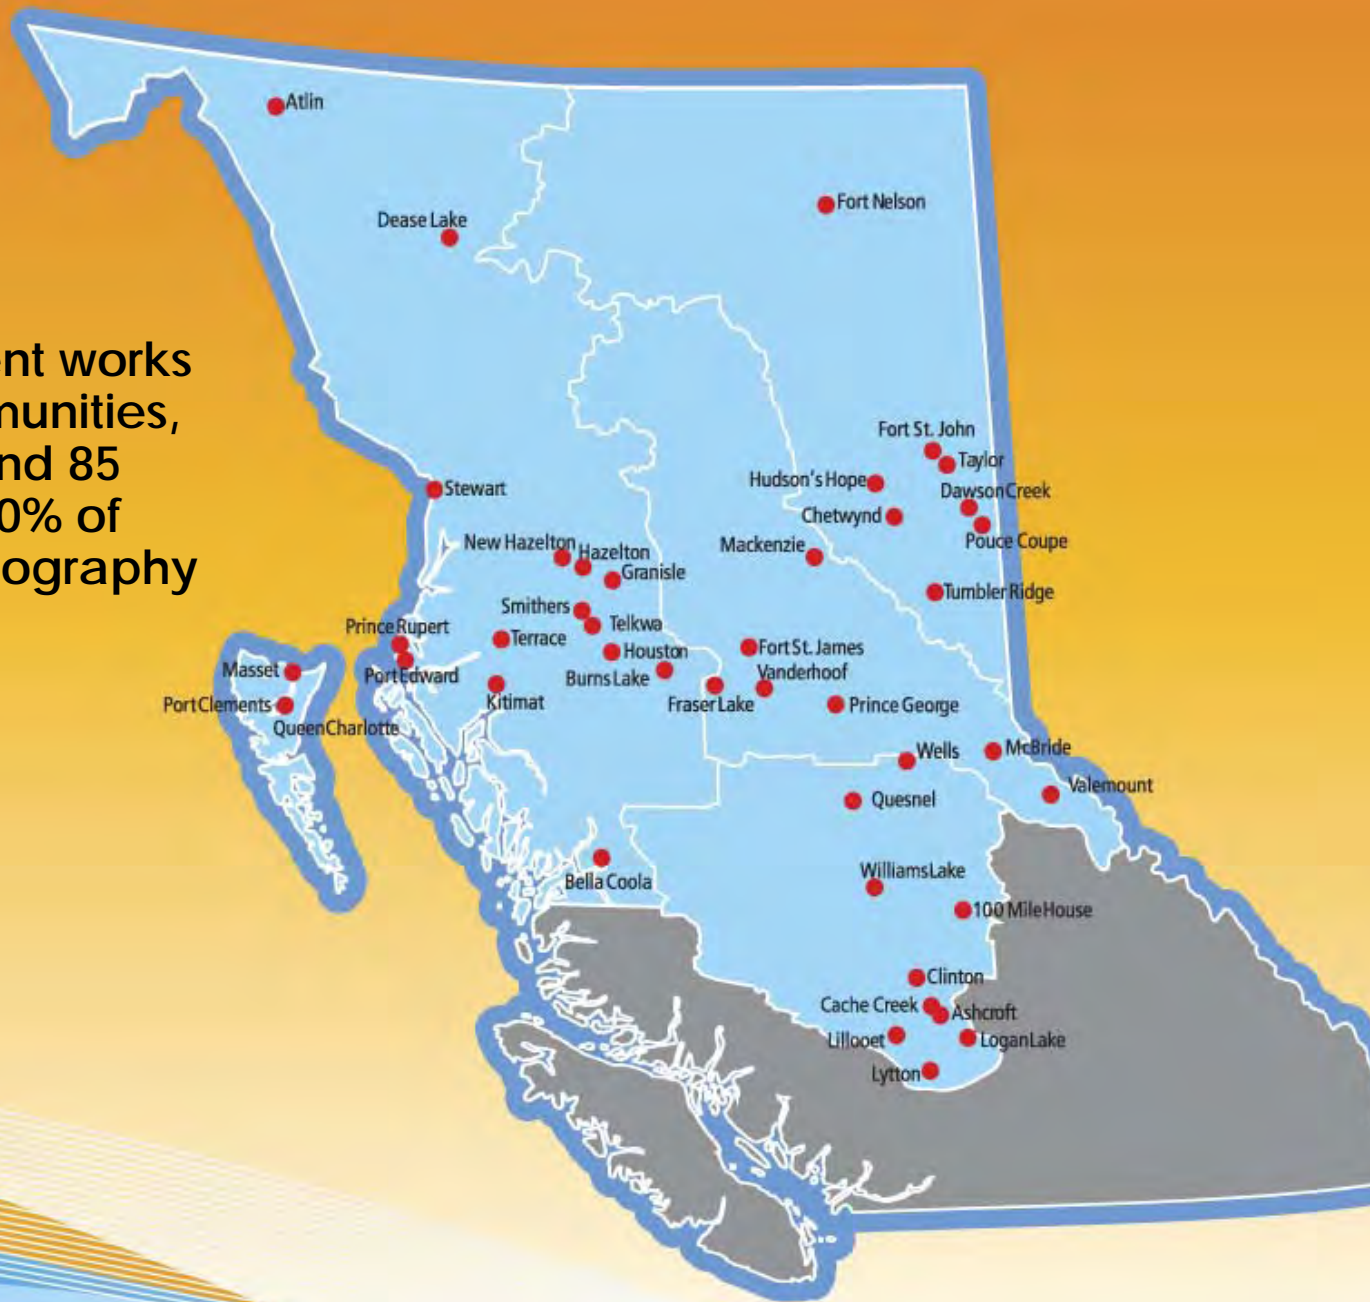 Atlin
Fort Nelson
Dease Lake
ent works
munities,
nd 85
0% of
ography
Fort St. John
Taylor
Hudson's Hope
Dawson Creek
Stewart
Chetwynd
Pouce Coupe
New Hazelton
Hazelton
Mackenzie
Granisle
Tumbler Ridge
Smithers
Telkwa
Prince Rupert
Terrace
Houston
Fort St. James
Masset
Port Edward
Burns Lake
Vanderhoof
Port Clements
Kitimat
Fraser Lake
Prince George
Queen Charlotte
Wells
McBride
Valemount
Quesnel
Williams Lake
Bella Coola
100 Mile House
Clinton
Cache Creek
Ashcroft
Lillooet
Logan Lake
Lytton